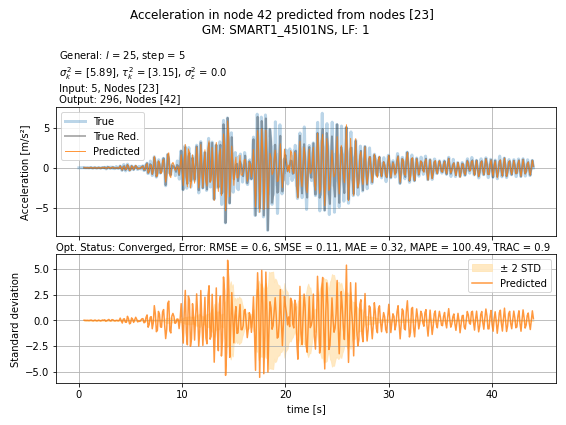 Acceleration in node 42 predicted from nodes [23]
GM: SMART1_45I01NS, LF: 1
General: l = 25, step = 5
σ²ₖ = [5.89], τ²ₖ = [3.15], σ²ε = 0.0
Input: 5, Nodes [23]
Output: 296, Nodes [42]
True
True Red.
Predicted
Acceleration [m/s²]
5
0
−5
Opt. Status: Converged, Error: RMSE = 0.6, SMSE = 0.11, MAE = 0.32, MAPE = 100.49, TRAC = 0.9
± 2 STD
Predicted
Standard deviation
5.0
2.5
0.0
−2.5
−5.0
0 10 20 30 40
time [s]